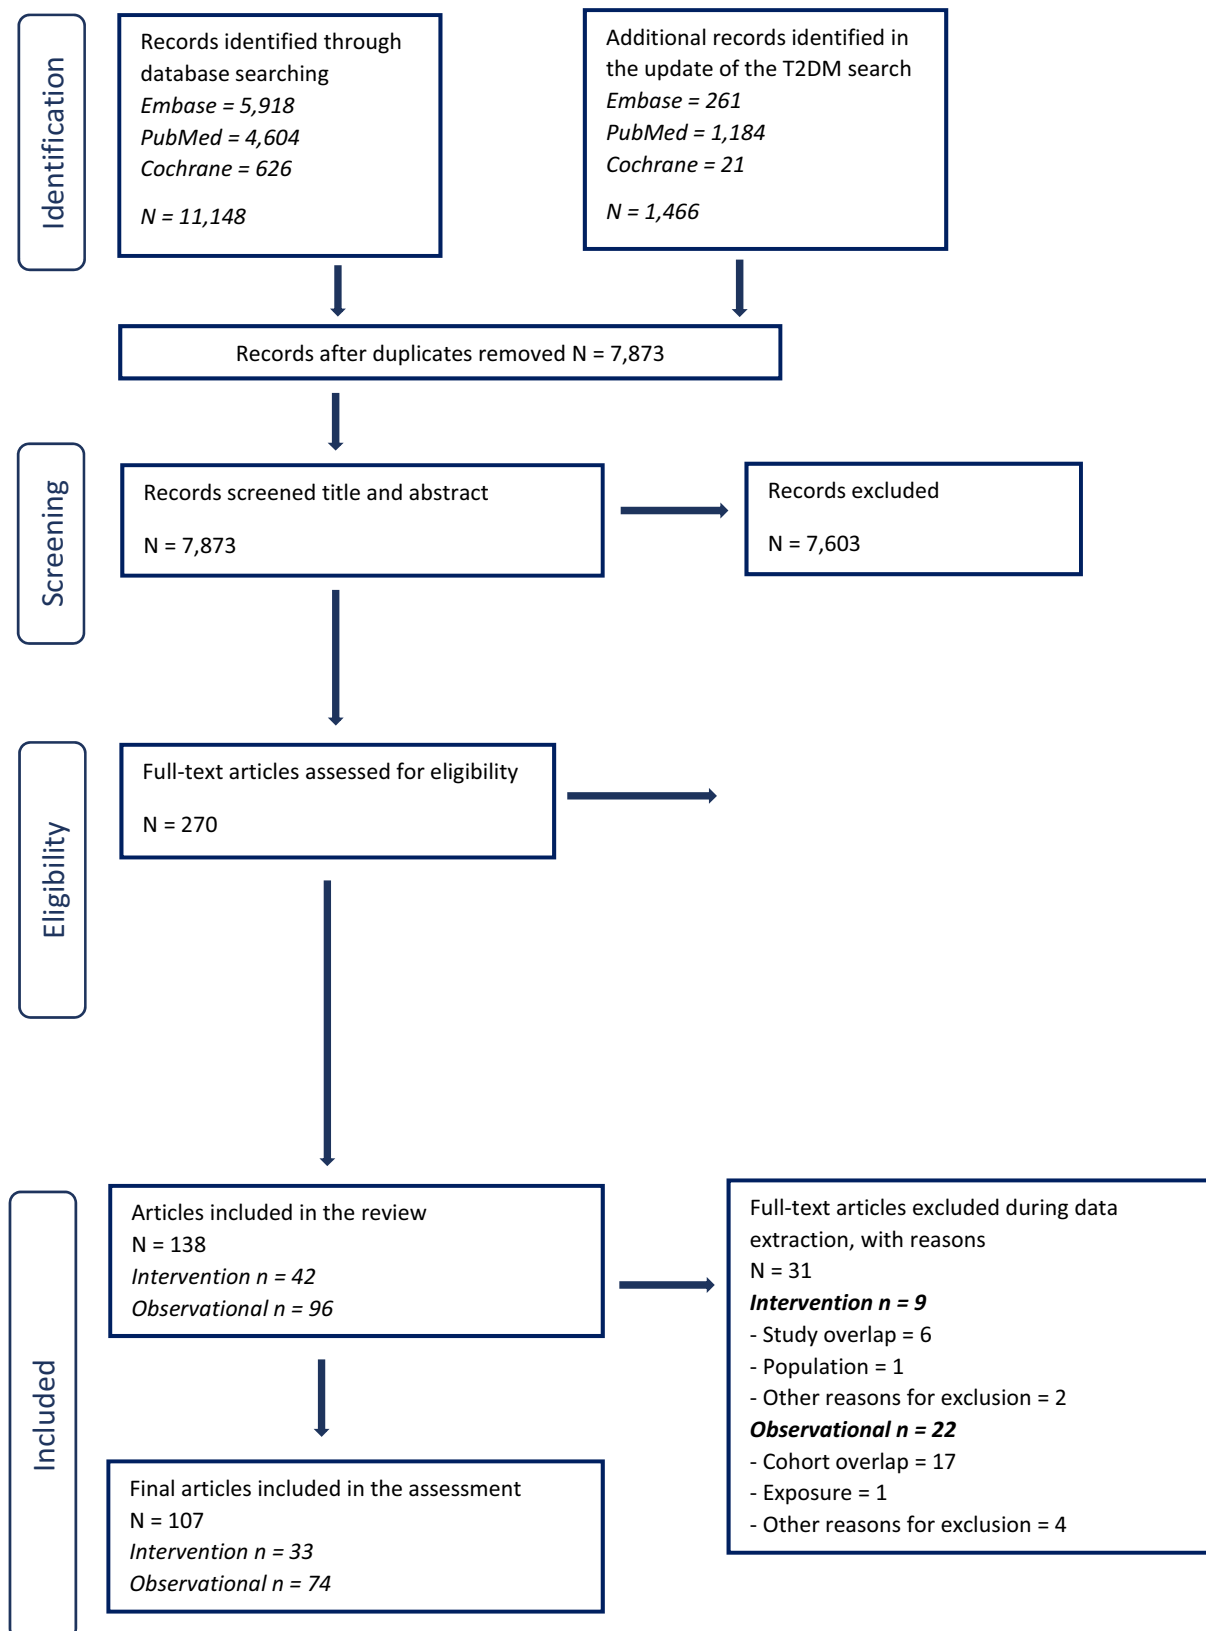 Identification
Records identified through
database searching
Embase = 5,918
PubMed = 4,604
Cochrane = 626
N = 11,148
Additional records identified in
the update of the T2DM search
Embase = 261
PubMed = 1,184
Cochrane = 21
N = 1,466
Records after duplicates removed N = 7,873
Screening
Records screened title and abstract
N = 7,873
Records excluded
N = 7,603
Eligibility
Full-text articles assessed for eligibility
N = 270
Included
Articles included in the review
N = 138
Intervention n = 42
Observational n = 96
Full-text articles excluded during data
extraction, with reasons
N = 31
Intervention n = 9
- Study overlap = 6
- Population = 1
- Other reasons for exclusion = 2
Observational n = 22
- Cohort overlap = 17
- Exposure = 1
- Other reasons for exclusion = 4
Final articles included in the assessment
N = 107
Intervention n = 33
Observational n = 74